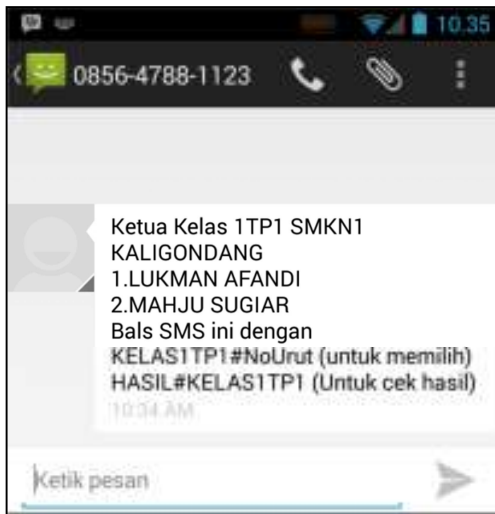 10.35
0856-4788-1123
Ketua Kelas 1TP1 SMKN1
KALIGONDANG
1.LUKMAN AFANDI
2.MAHJU SUGIAR
Bals SMS ini dengan
KELAS1TP1#NoUrut (untuk memilih)
HASIL#KELAS1TP1 (Untuk cek hasil)
10:34 AM
Ketik pesan